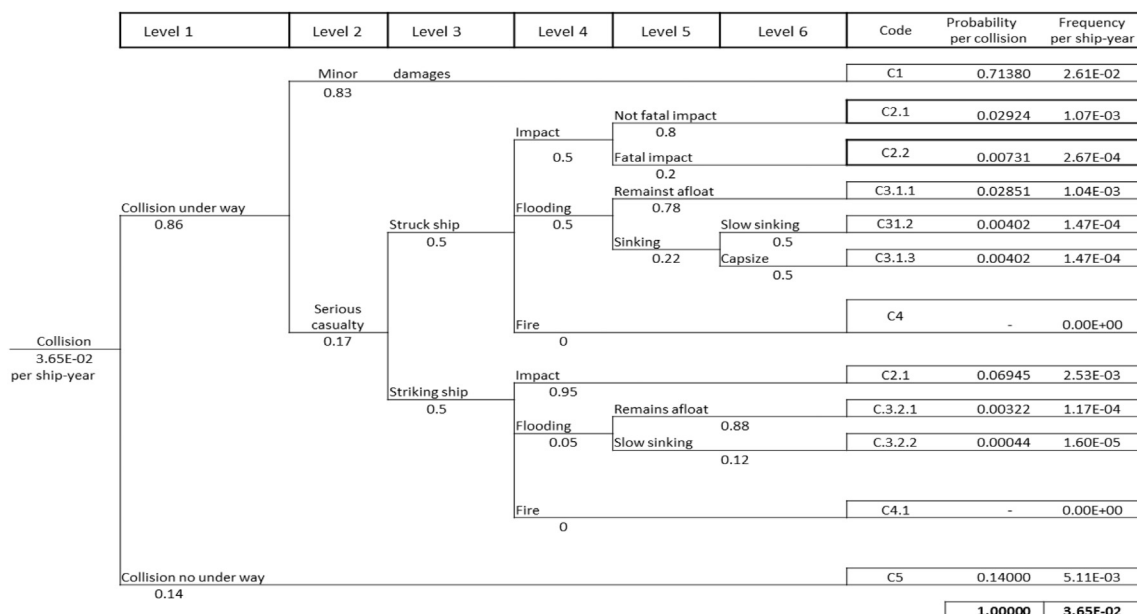 Level 1 Level 2 Level 3 Level 4 Level 5 Level 6 Code Probability per collision Frequency per ship-year
Minor damages C1 0.71380 2.61E-02
0.83
Not fatal impact C2.1 0.02924 1.07E-03
0.8
Impact
0.5
Fatal impact C2.2 0.00731 2.67E-04
0.2
Remainst afloat C3.1.1 0.02851 1.04E-03
0.78
Collision under way Flooding
0.86 0.5
Struck ship Slow sinking C31.2 0.00402 1.47E-04
0.5 0.5
Sinking
0.22
Capsize C3.1.3 0.00402 1.47E-04
0.5
Serious
casualty
0.17
Fire C4 - 0.00E+00
0
Collision
3.65E-02
per ship-year
Impact C2.1 0.06945 2.53E-03
0.95
Striking ship
0.5
Remains afloat C.3.2.1 0.00322 1.17E-04
0.88
Flooding
0.05
Slow sinking C.3.2.2 0.00044 1.60E-05
0.12
Fire C4.1 - 0.00E+00
0
Collision no under way C5 0.14000 5.11E-03
0.14
1.00000 3.65E-02